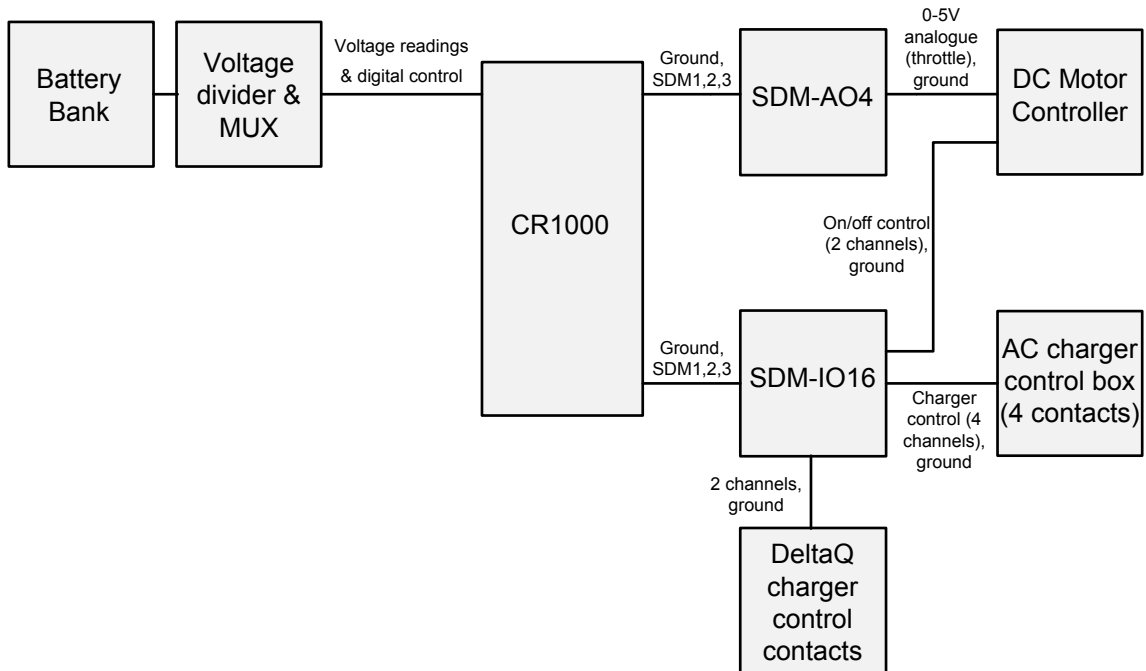 Battery
Bank
Voltage
divider &
MUX
Voltage readings
& digital control
CR1000
Ground,
SDM1,2,3
SDM-AO4
0-5V
analogue
(throttle),
ground
DC Motor
Controller
On/off control
(2 channels),
ground
Ground,
SDM1,2,3
SDM-IO16
Charger
control (4
channels),
ground
AC charger
control box
(4 contacts)
2 channels,
ground
DeltaQ
charger
control
contacts